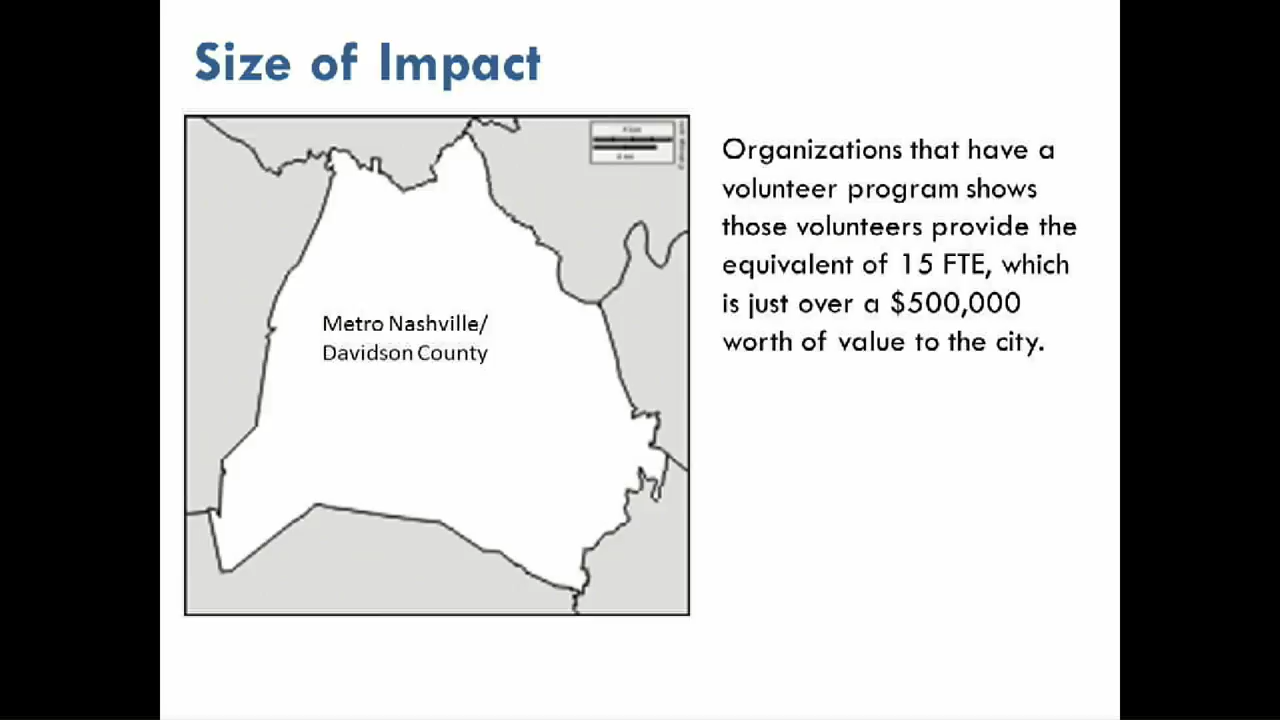 Size of Impact
Metro Nashville/
Davidson County
Organizations that have a
volunteer program shows
those volunteers provide the
equivalent of 15 FTE, which
is just over a $500,000
worth of value to the city.